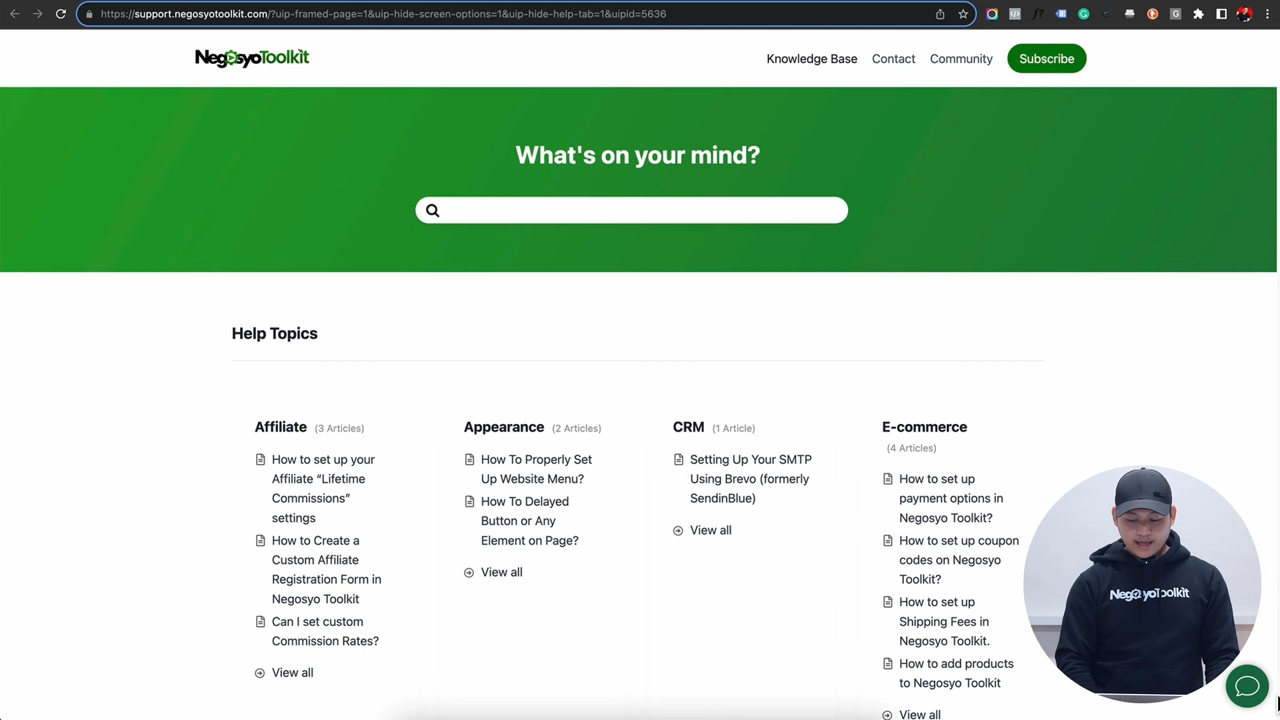 https://support.negosyotoolkit.com/?uip-framed-page=1&uip-hide-screen-options=1&uip-hide-help-tab=1&uipid=5636
NegosyoToolkit
Knowledge Base
Contact
Community
Subscribe
What's on your mind?
Help Topics
Affiliate (3 Articles)
How to set up your
Affiliate “Lifetime
Commissions”
settings
How to Create a
Custom Affiliate
Registration Form in
Negosyo Toolkit
Can I set custom
Commission Rates?
View all
Appearance (2 Articles)
How To Properly Set
Up Website Menu?
How To Delayed
Button or Any
Element on Page?
View all
CRM (1 Article)
Setting Up Your SMTP
Using Brevo (formerly
SendinBlue)
View all
E-commerce
(4 Articles)
How to set up
payment options in
Negosyo Toolkit?
How to set up coupon
codes on Negosyo
Toolkit?
How to set up
Shipping Fees in
Negosyo Toolkit.
How to add products
to Negosyo Toolkit
View all
NegosyoToolkit